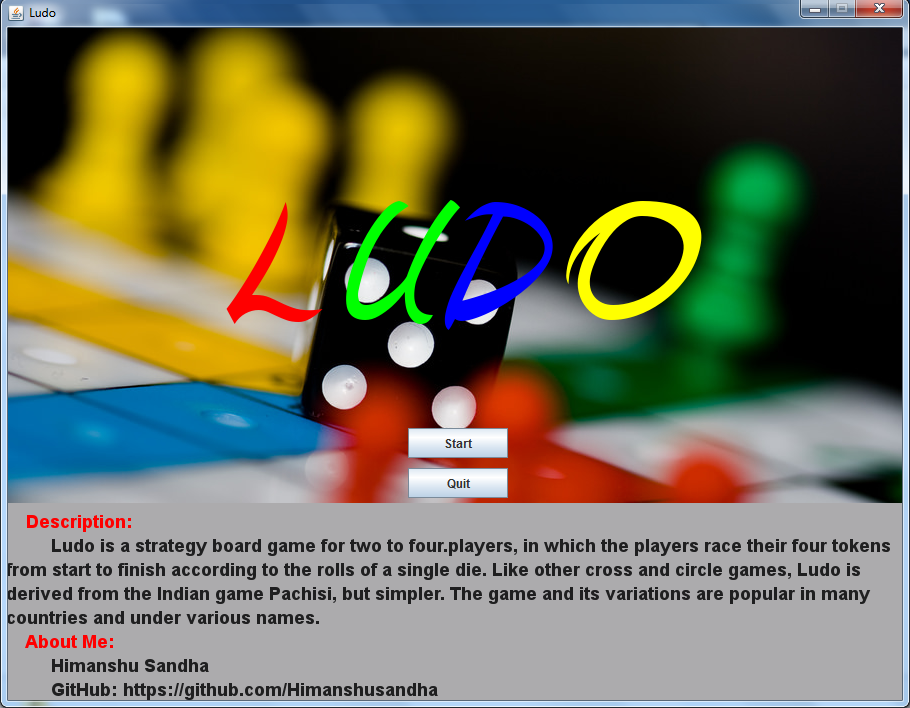 Ludo
LUDO
Start
Quit
Description:
Ludo is a strategy board game for two to four.players, in which the players race their four tokens
from start to finish according to the rolls of a single die. Like other cross and circle games, Ludo is
derived from the Indian game Pachisi, but simpler. The game and its variations are popular in many
countries and under various names.
About Me:
Himanshu Sandha
GitHub: https://github.com/Himanshusandha